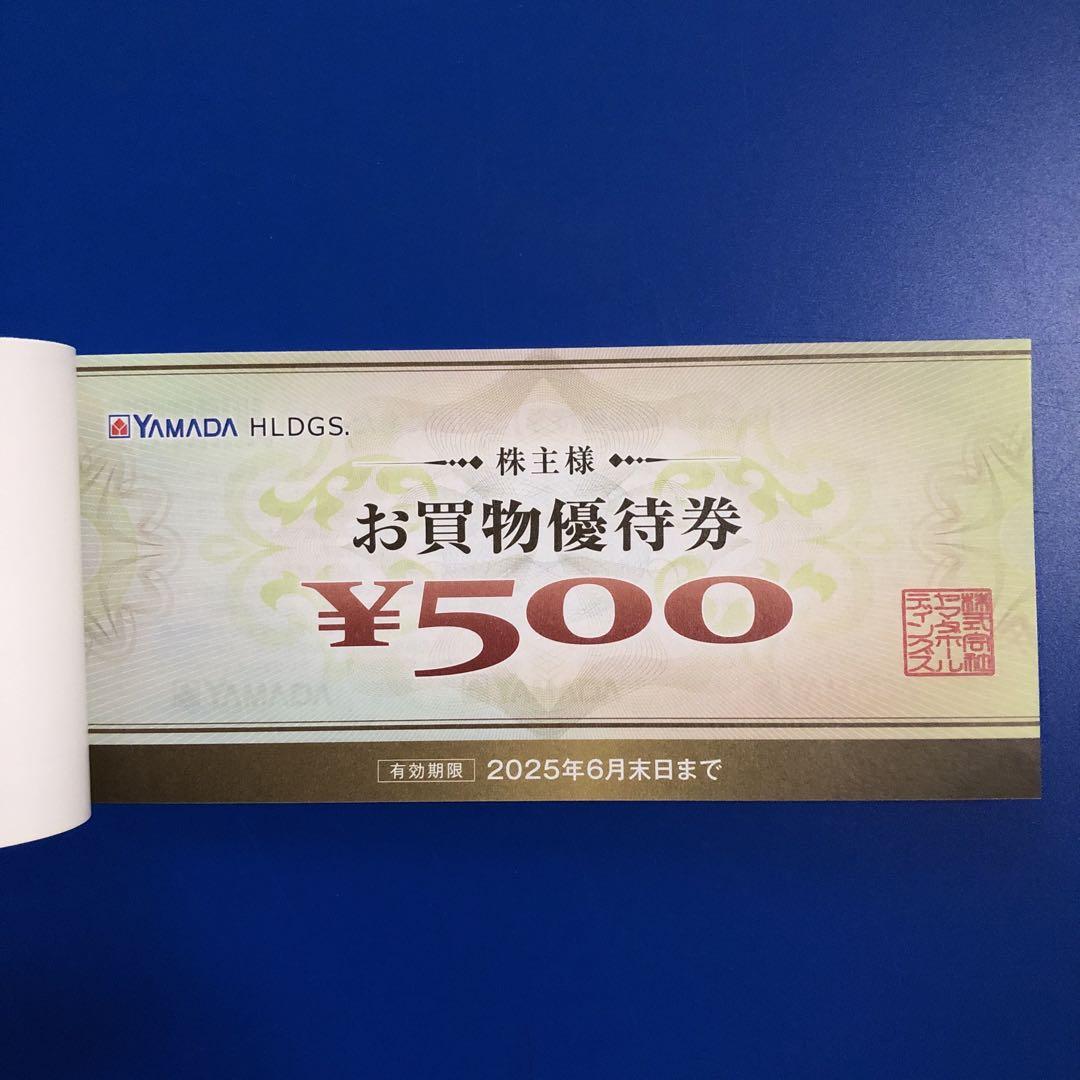 YAMADA HLDGS.
株主様
お買物優待券
¥500
株式会社
ヤマダホール
ディングス
有効期限 2025年6月末日まで